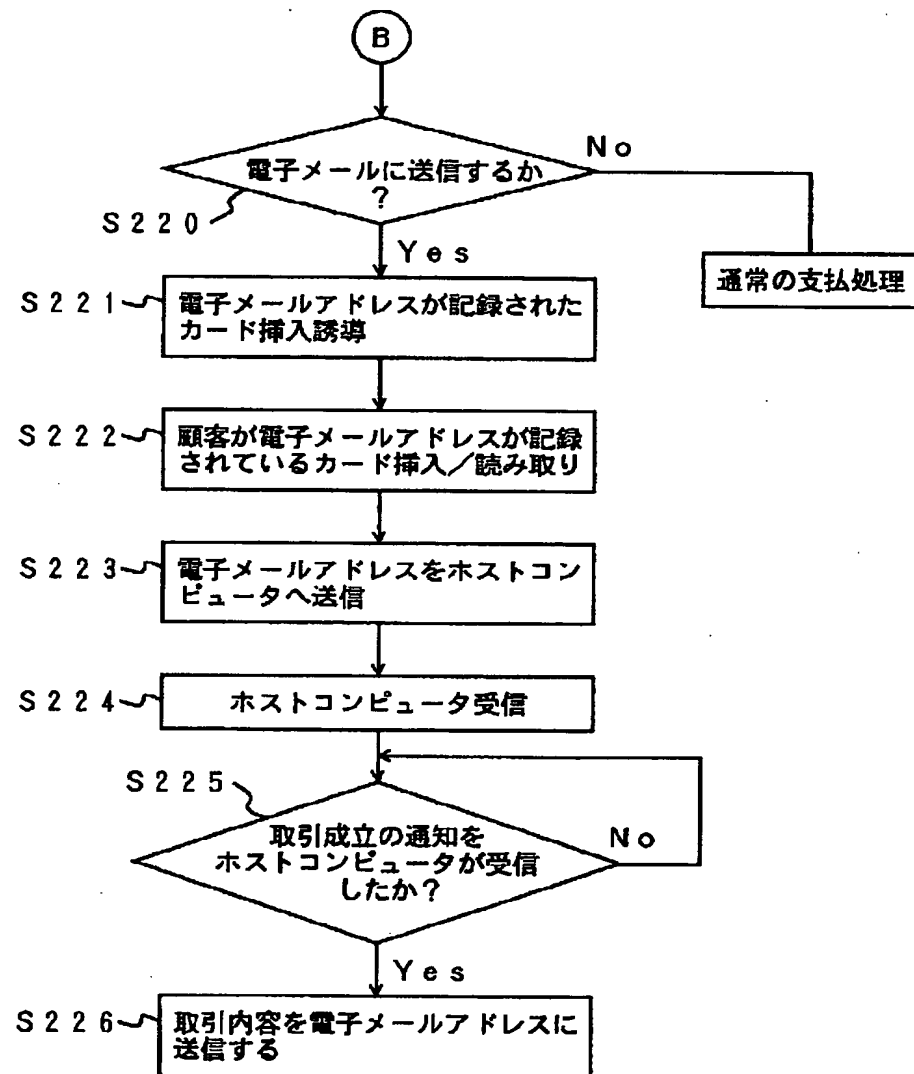 B
電子メールに送信するか
?
No
S220
Yes
通常の支払処理
S221
電子メールアドレスが記録された
カード挿入誘導
S222
顧客が電子メールアドレスが記録
されているカード挿入/読み取り
S223
電子メールアドレスをホストコン
ピュータへ送信
S224
ホストコンピュータ受信
S225
取引成立の通知を
ホストコンピュータが受信
したか?
No
Yes
S226
取引内容を電子メールアドレスに
送信する